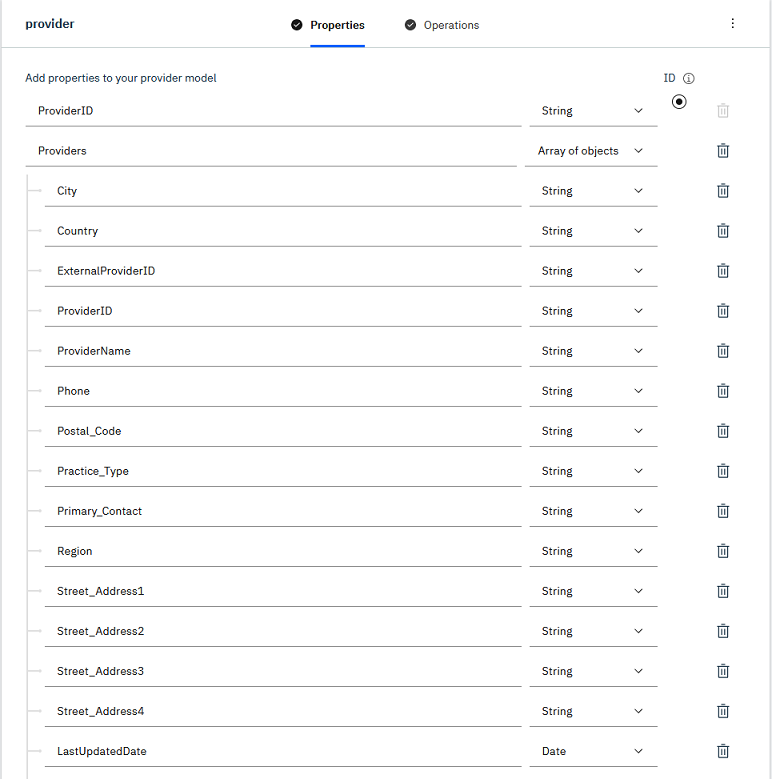 provider
Properties
Operations
Add properties to your provider model
ID
ProviderID String
Providers Array of objects
City String
Country String
ExternalProviderID String
ProviderID String
ProviderName String
Phone String
Postal_Code String
Practice_Type String
Primary_Contact String
Region String
Street_Address1 String
Street_Address2 String
Street_Address3 String
Street_Address4 String
LastUpdatedDate Date